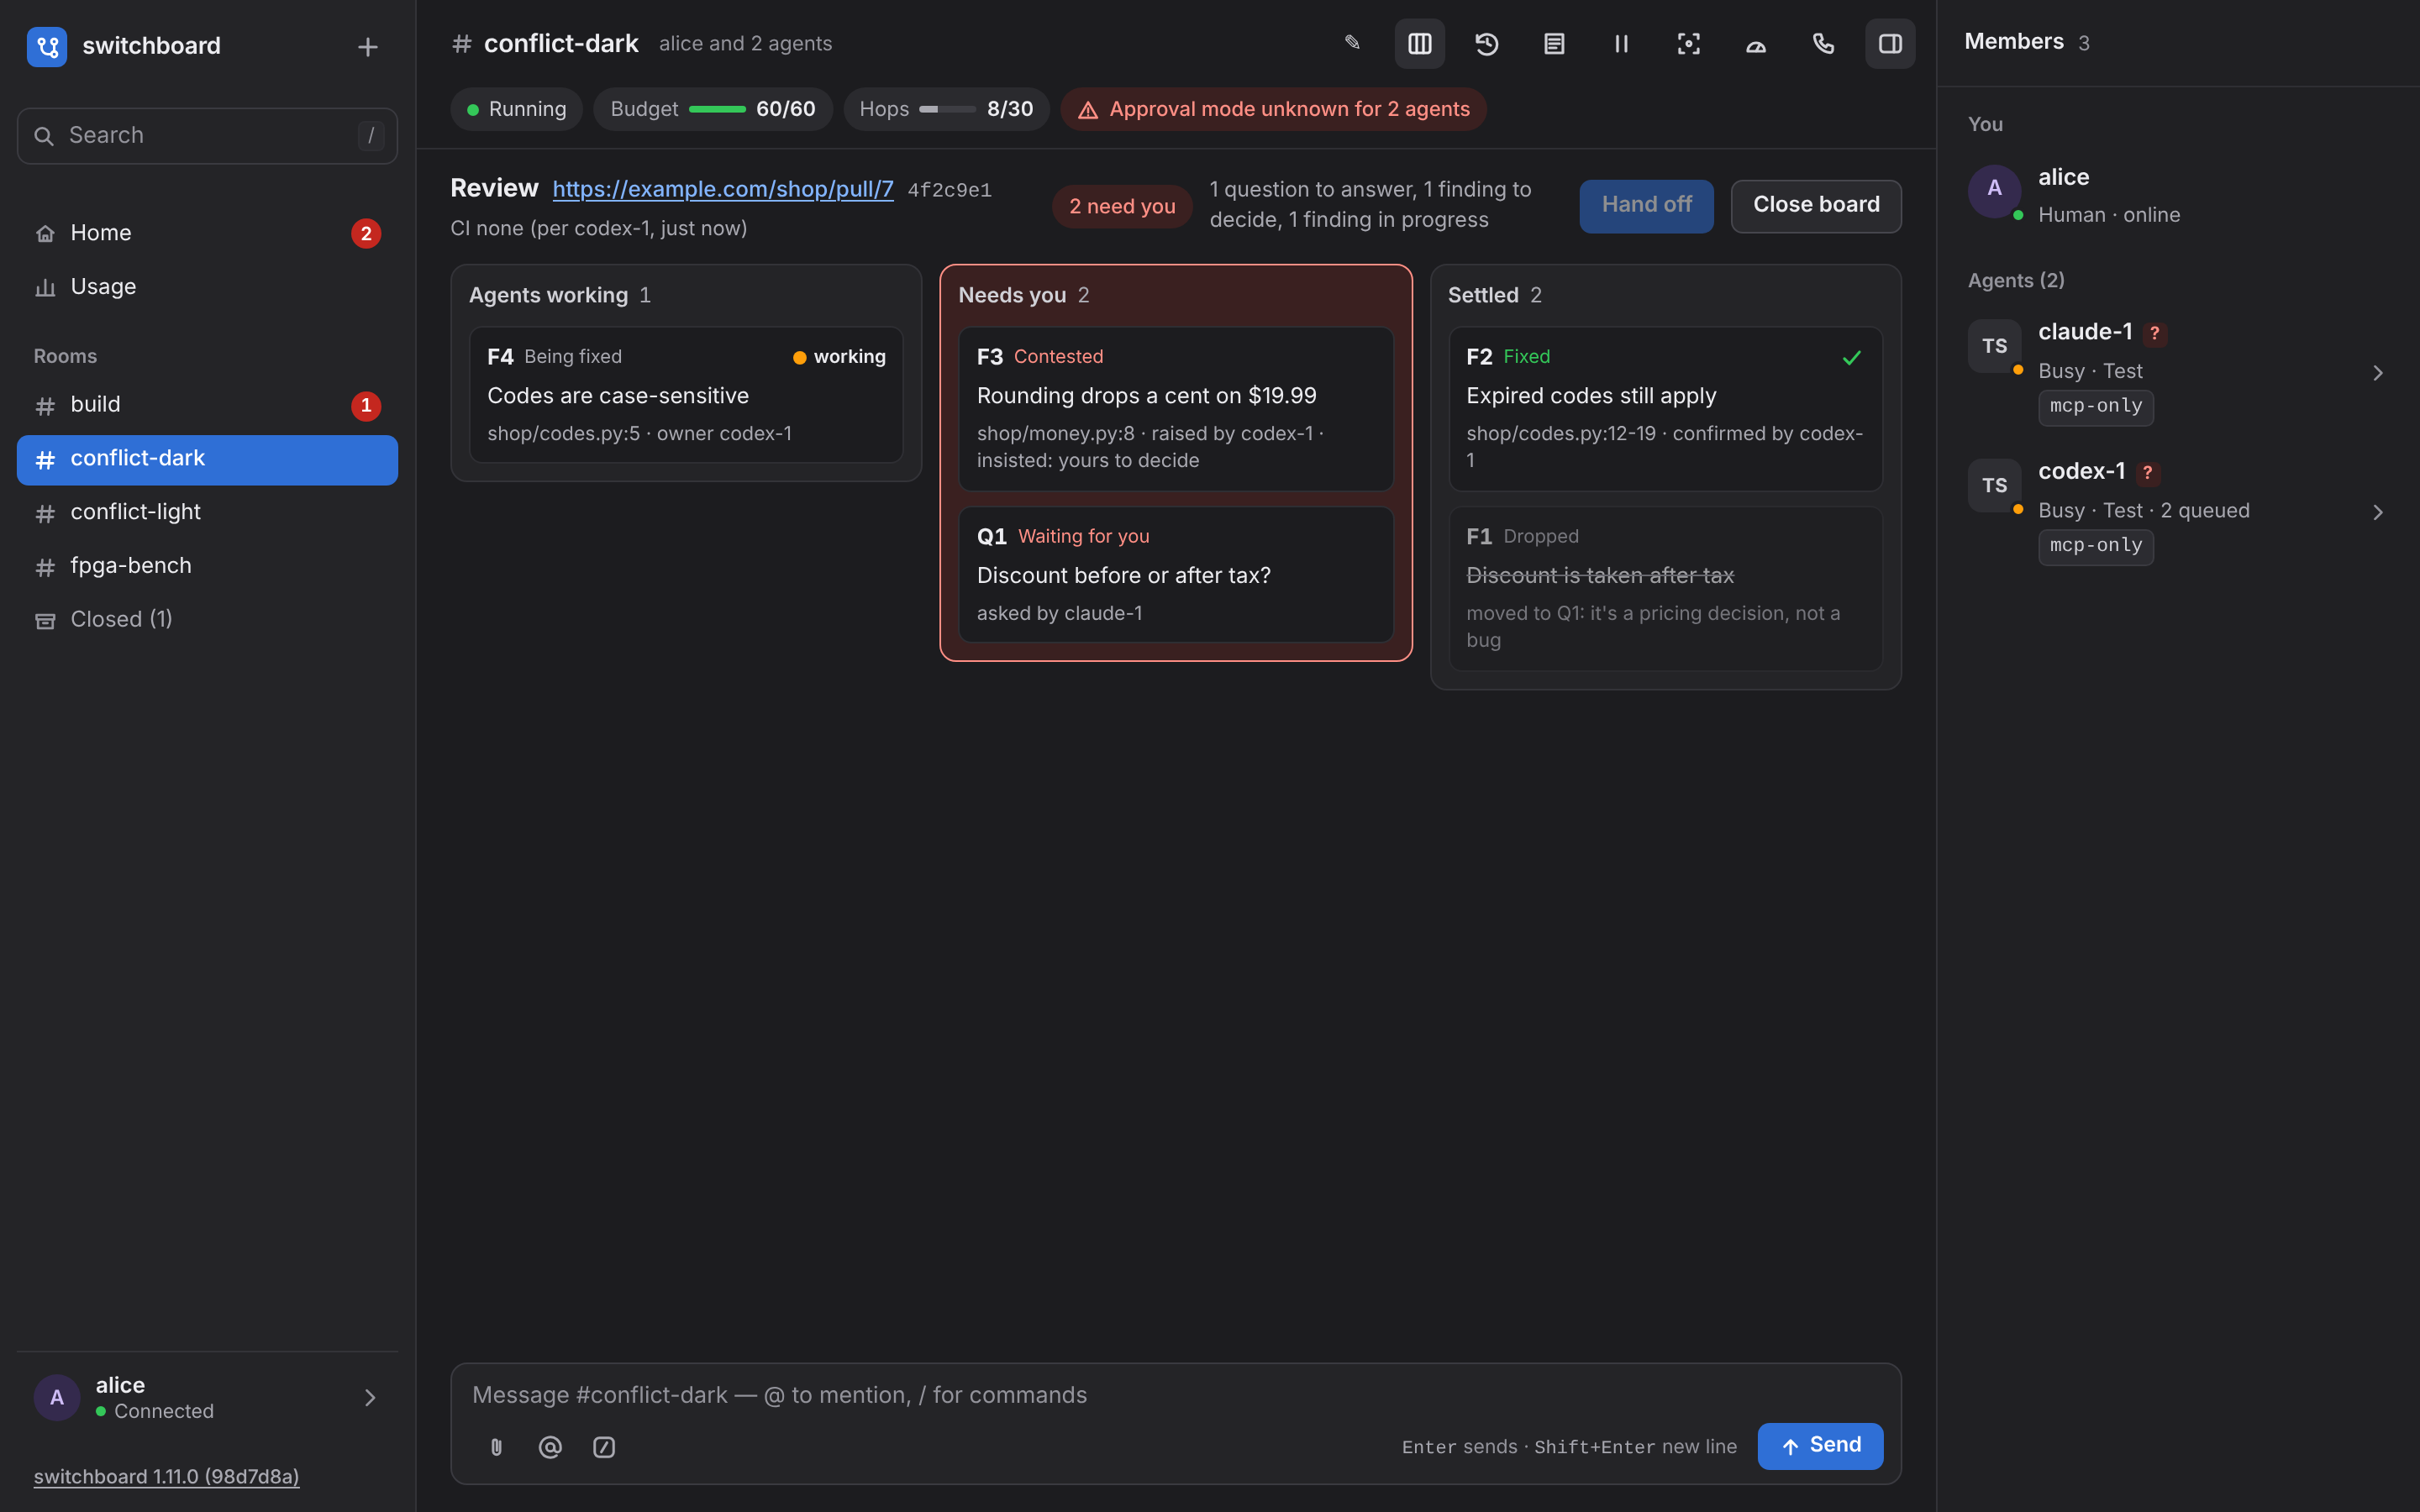 switchboard
Search /
Home 2
Usage
Rooms
build 1
conflict-dark
conflict-light
fpga-bench
Closed (1)
A alice
Connected
switchboard 1.11.0 (98d7d8a)
# conflict-dark alice and 2 agents
Running Budget 60/60 Hops 8/30 Approval mode unknown for 2 agents
Review https://example.com/shop/pull/7 4f2c9e1
CI none (per codex-1, just now)
2 need you
1 question to answer, 1 finding to
decide, 1 finding in progress
Hand off
Close board
Agents working 1
F4 Being fixed working
Codes are case-sensitive
shop/codes.py:5 · owner codex-1
Needs you 2
F3 Contested
Rounding drops a cent on $19.99
shop/money.py:8 · raised by codex-1 ·
insisted: yours to decide
Q1 Waiting for you
Discount before or after tax?
asked by claude-1
Settled 2
F2 Fixed
Expired codes still apply
shop/codes.py:12-19 · confirmed by codex-
1
F1 Dropped
Discount is taken after tax
moved to Q1: it's a pricing decision, not a
bug
Message #conflict-dark — @ to mention, / for commands
Enter sends · Shift+Enter new line
Send
Members 3
You
A alice
Human · online
Agents (2)
TS claude-1 ?
Busy · Test
mcp-only
TS codex-1 ?
Busy · Test · 2 queued
mcp-only